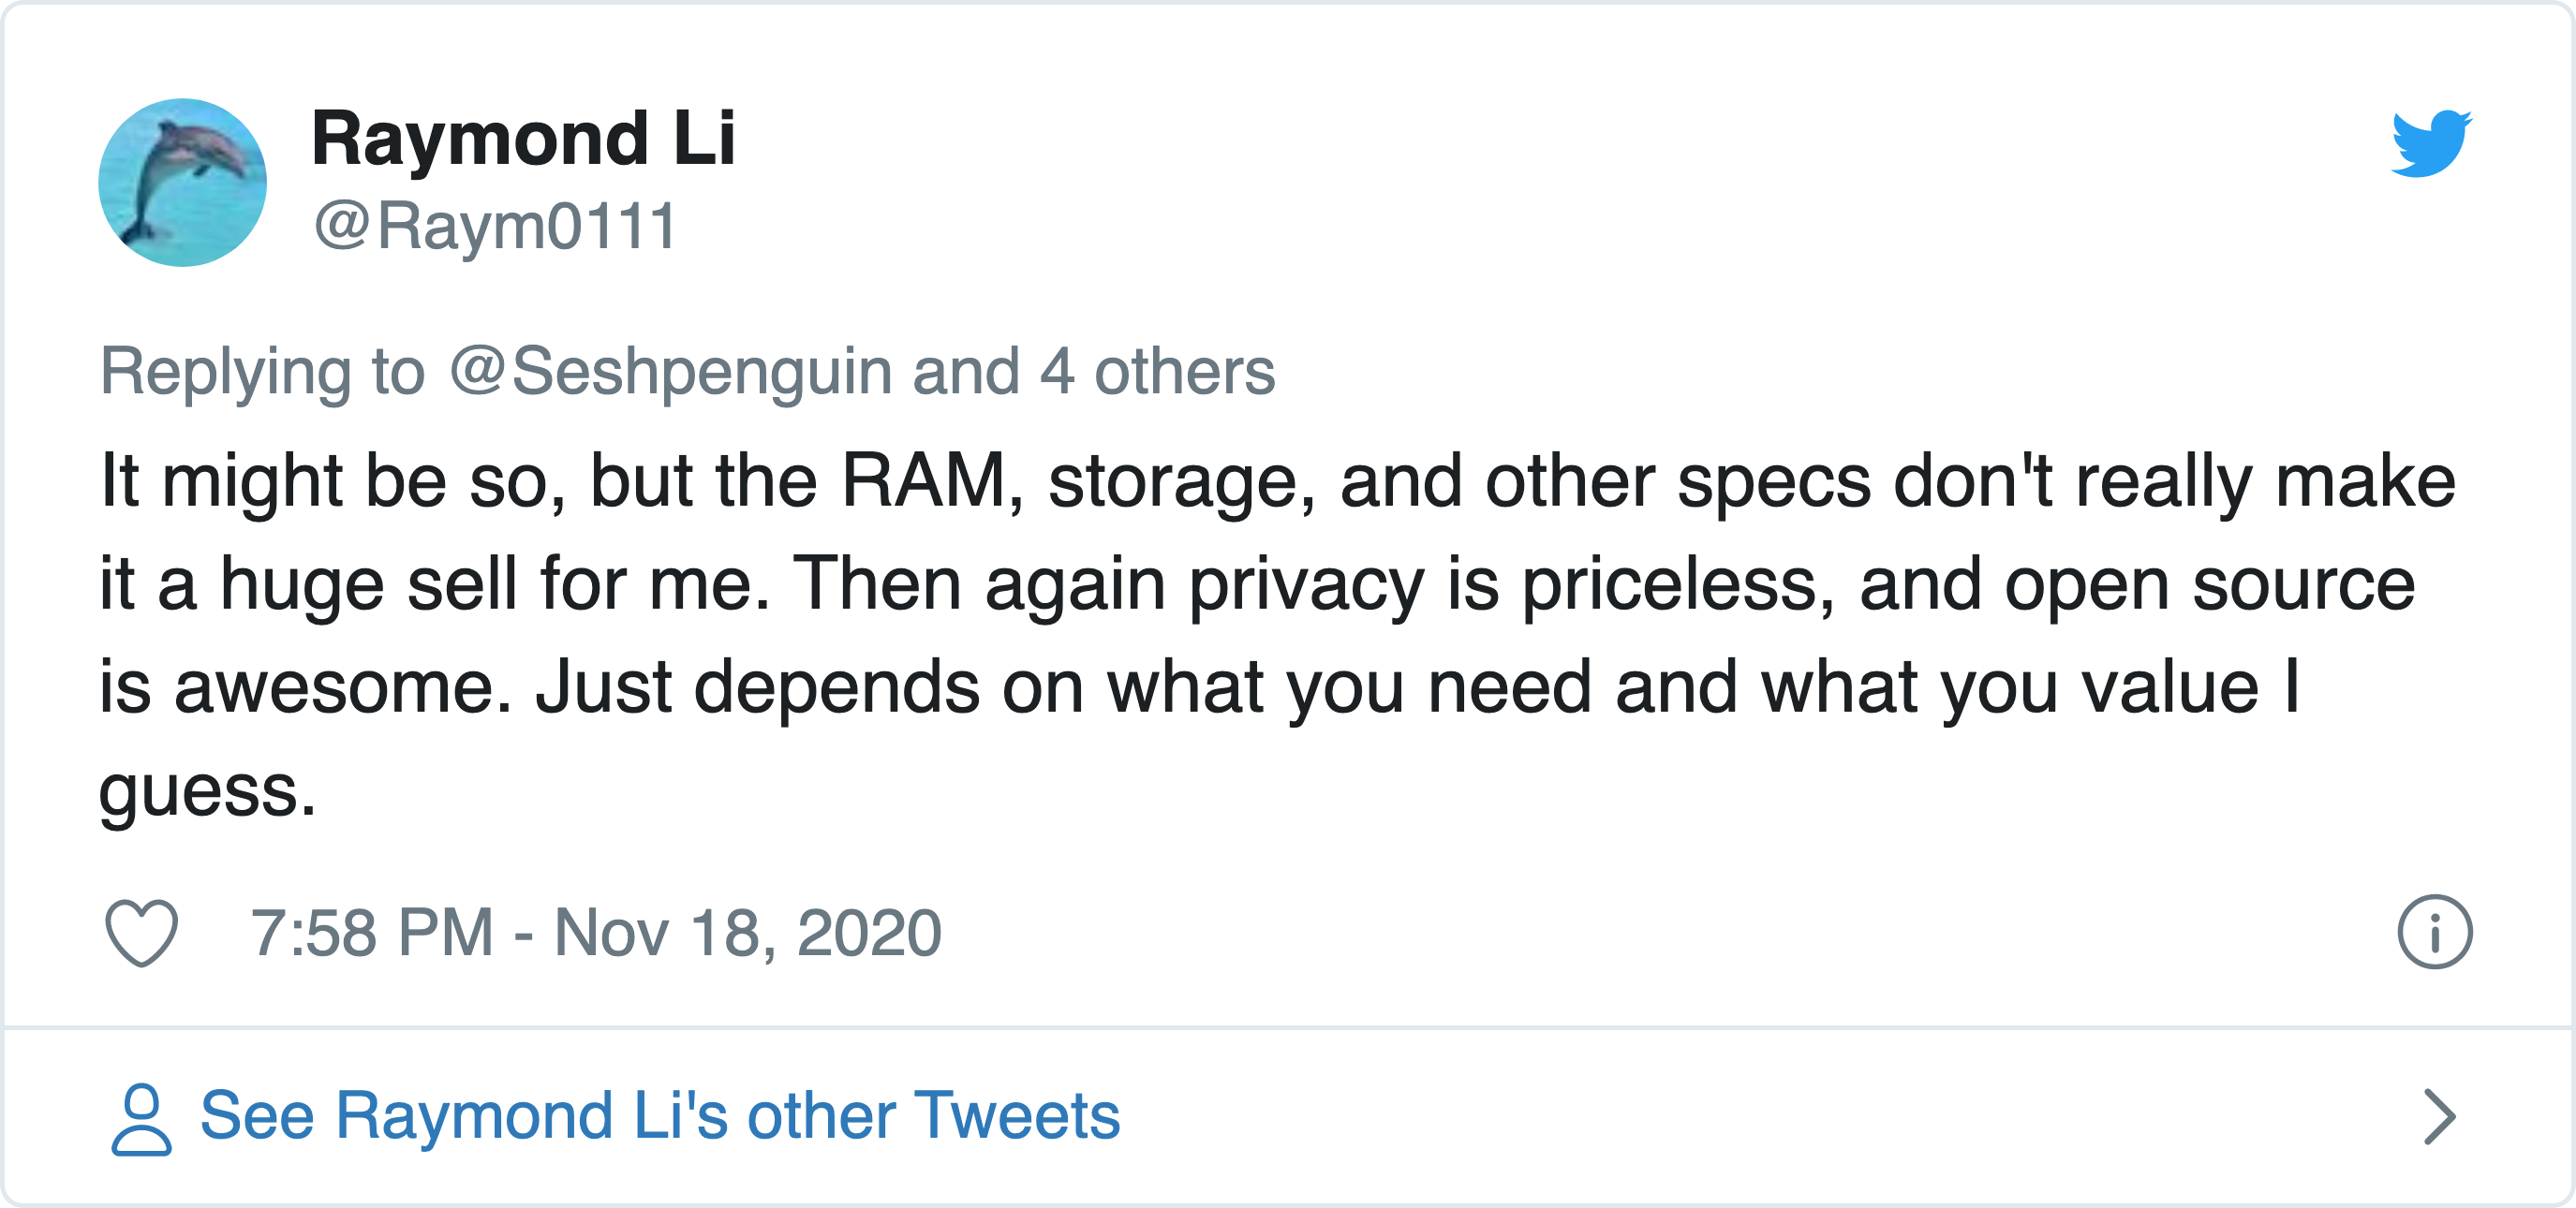 Raymond Li
@Raym0111
Replying to @Seshpenguin and 4 others
It might be so, but the RAM, storage, and other specs don't really make
it a huge sell for me. Then again privacy is priceless, and open source
is awesome. Just depends on what you need and what you value I
guess.
7:58 PM - Nov 18, 2020
See Raymond Li's other Tweets